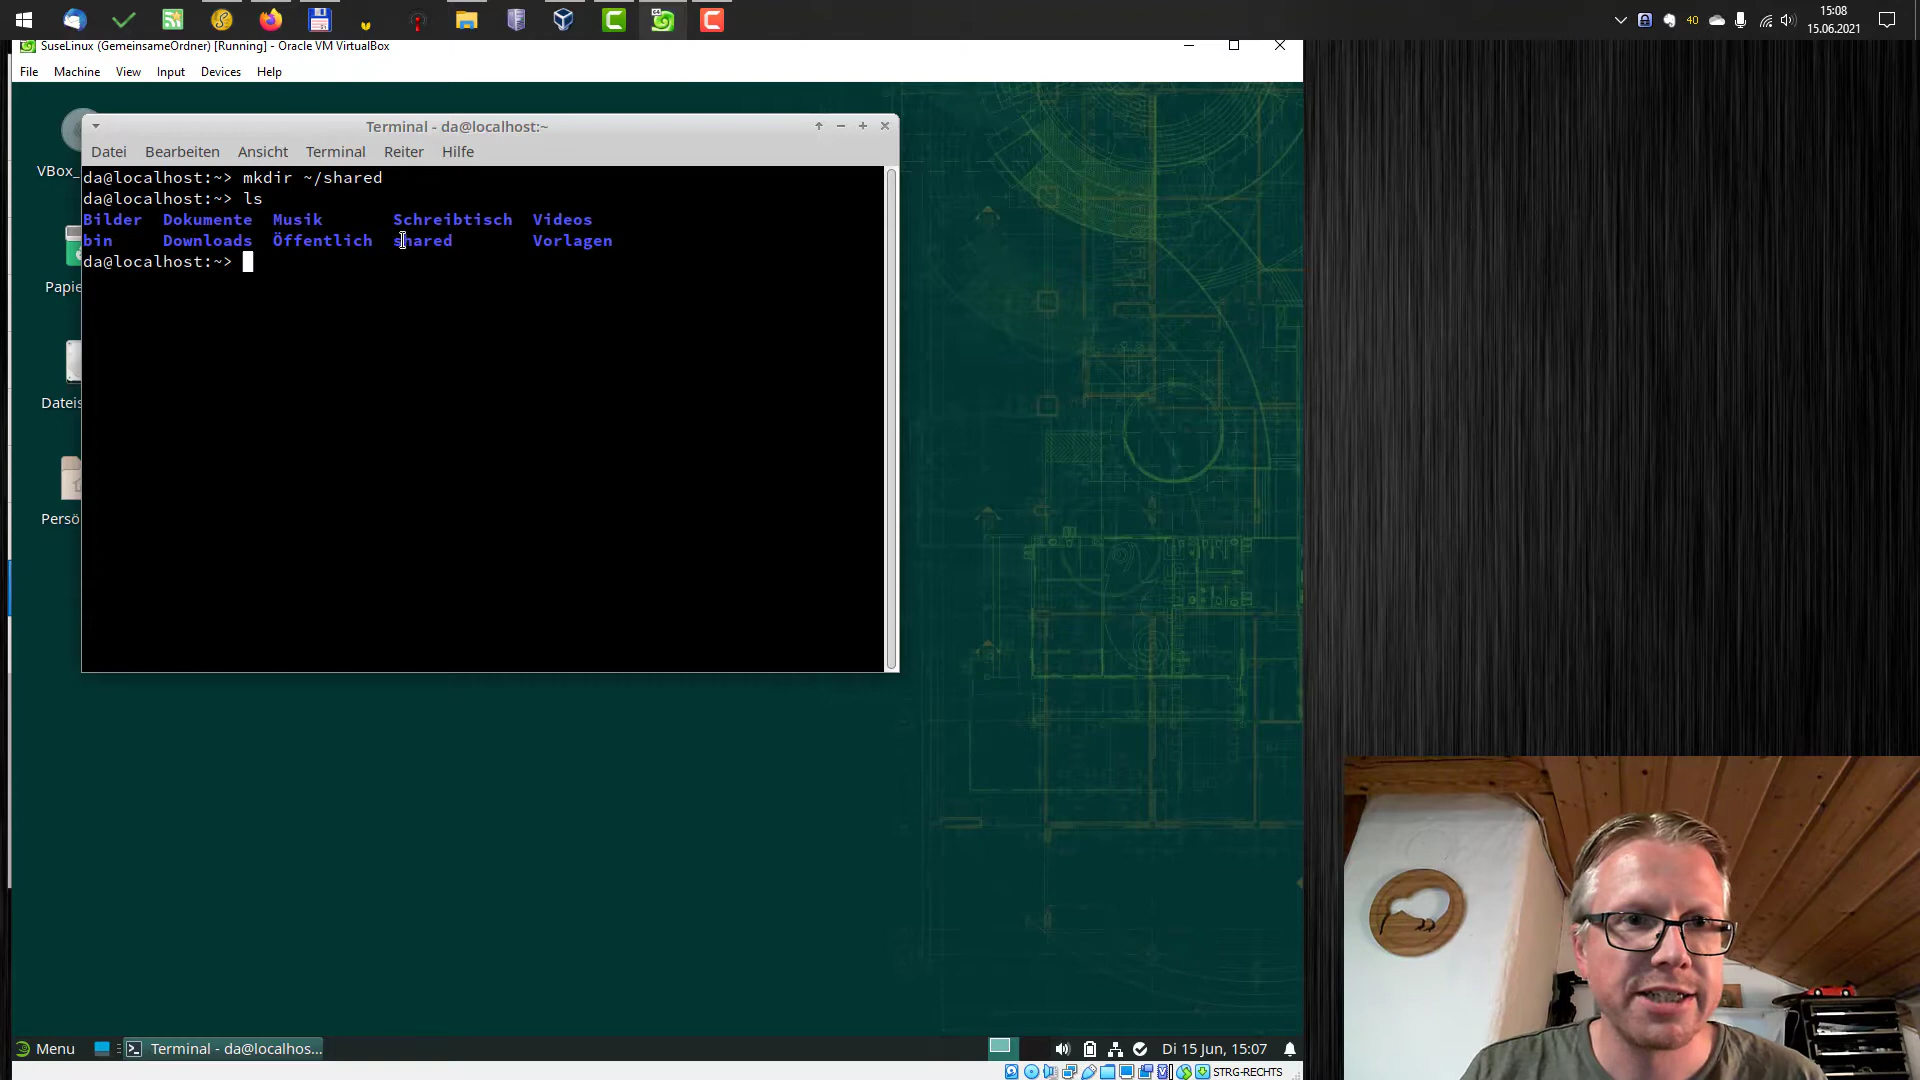 40
15:08
15.06.2021
SuseLinux (GemeinsameOrdner) [Running] - Oracle VM VirtualBox
File Machine View Input Devices Help
Terminal - da@localhost:~
Datei Bearbeiten Ansicht Terminal Reiter Hilfe
da@localhost:~> mkdir ~/shared
da@localhost:~> ls
Bilder Dokumente Musik Schreibtisch Videos
bin Downloads Öffentlich shared Vorlagen
da@localhost:~>
VBox_
Papie
Dateis
Persö
Menu
Terminal - da@localhos...
Di 15 Jun, 15:07
STRG-RECHTS